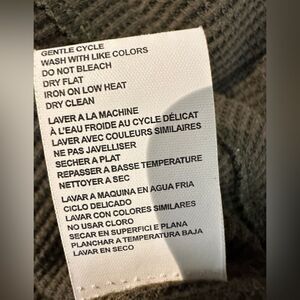 GENTLE CYCLE
WASH WITH LIKE COLORS
DO NOT BLEACH
DRY FLAT
IRON ON LOW HEAT
DRY CLEAN
LAVER A LA MACHINE
À L'EAU FROIDE AU CYCLE DÉLICAT
LAVER AVEC COULEURS SIMILAIRES
NE PAS JAVELLISER
SECHER A PLAT
REPASSER A BASSE TEMPERATURE
NETTOYER A SEC
LAVAR A MAQUINA EN AGUA FRIA
CICLO DELICADO
LAVAR CON COLORES SIMILARES
NO USAR CLORO
SECAR EN SUPERFICI E PLANA
PLANCHAR A TEMPERATURA BAJA
LAVAR EN SECO